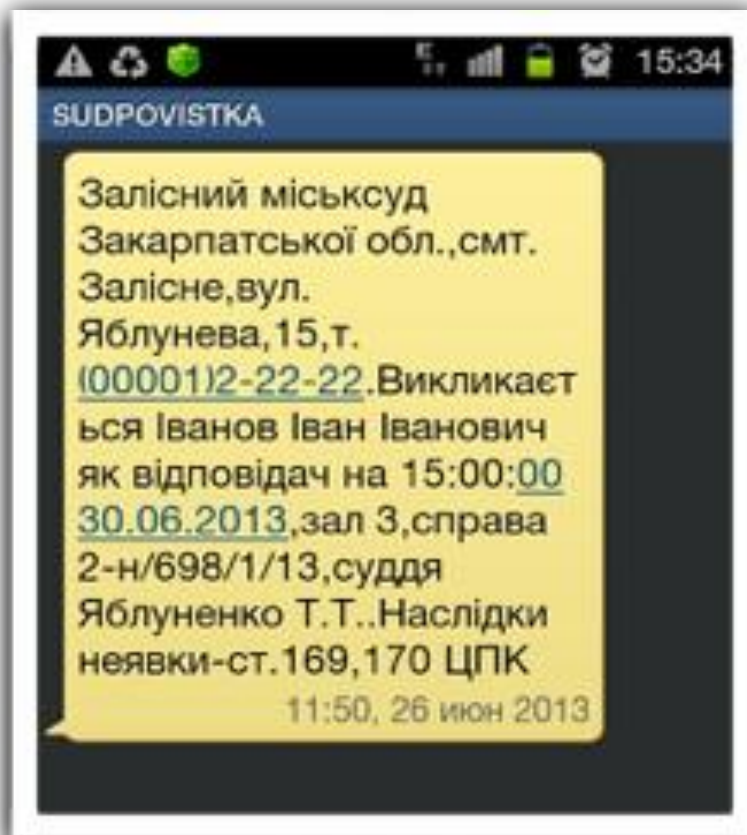 15:34
SUDPOVISTKA
Залісний міськсуд
Закарпатської обл.,смт.
Залісне,вул.
Яблунева,15,т.
(00001)2-22-22.Викликаєт
ься Іванов Іван Іванович
як відповідач на 15:00:00
30.06.2013,зал 3,справа
2-н/698/1/13,суддя
Яблуненко Т.Т..Наслідки
неявки-ст.169,170 ЦПК
11:50, 26 июн 2013